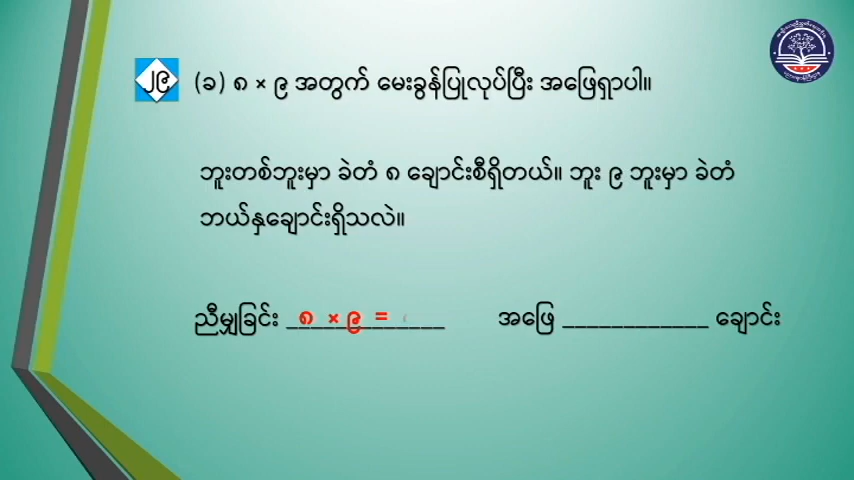 ၂၉ (ခ) ၈ × ၉ အတွက် မေးခွန်းပြုလုပ်ပြီး အဖြေရှာပါ။
ဘူးတစ်ဘူးမှာ ခဲတံ ၈ ချောင်းစီရှိတယ်။ ဘူး ၉ ဘူးမှာ ခဲတံ
ဘယ်နှချောင်းရှိသလဲ။
ညီမျှခြင်း ၈ × ၉ = အဖြေ ____________ ချောင်း